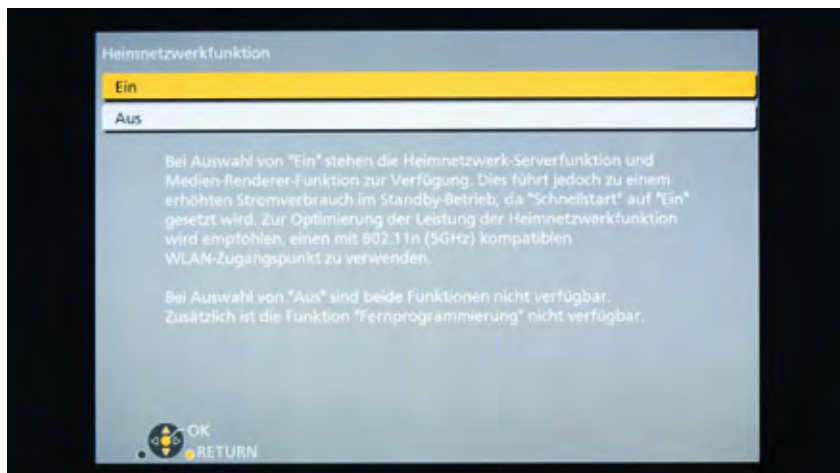 Heimnetzwerkfunktion
Ein
Aus
Bei Auswahl von "Ein" stehen die Heimnetzwerk-Serverfunktion und
Medien-Renderer-Funktion zur Verfügung. Dies führt jedoch zu einem
erhöhten Stromverbrauch im Standby-Betrieb, da "Schnellstart" auf "Ein"
gesetzt wird. Zur Optimierung der Leistung der Heimnetzwerkfunktion
wird empfohlen, einen mit 802.11n (5GHz) kompatiblen
WLAN-Zugangspunkt zu verwenden.
Bei Auswahl von "Aus" sind beide Funktionen nicht verfügbar.
Zusätzlich ist die Funktion "Fernprogrammierung" nicht verfügbar.
OK
RETURN